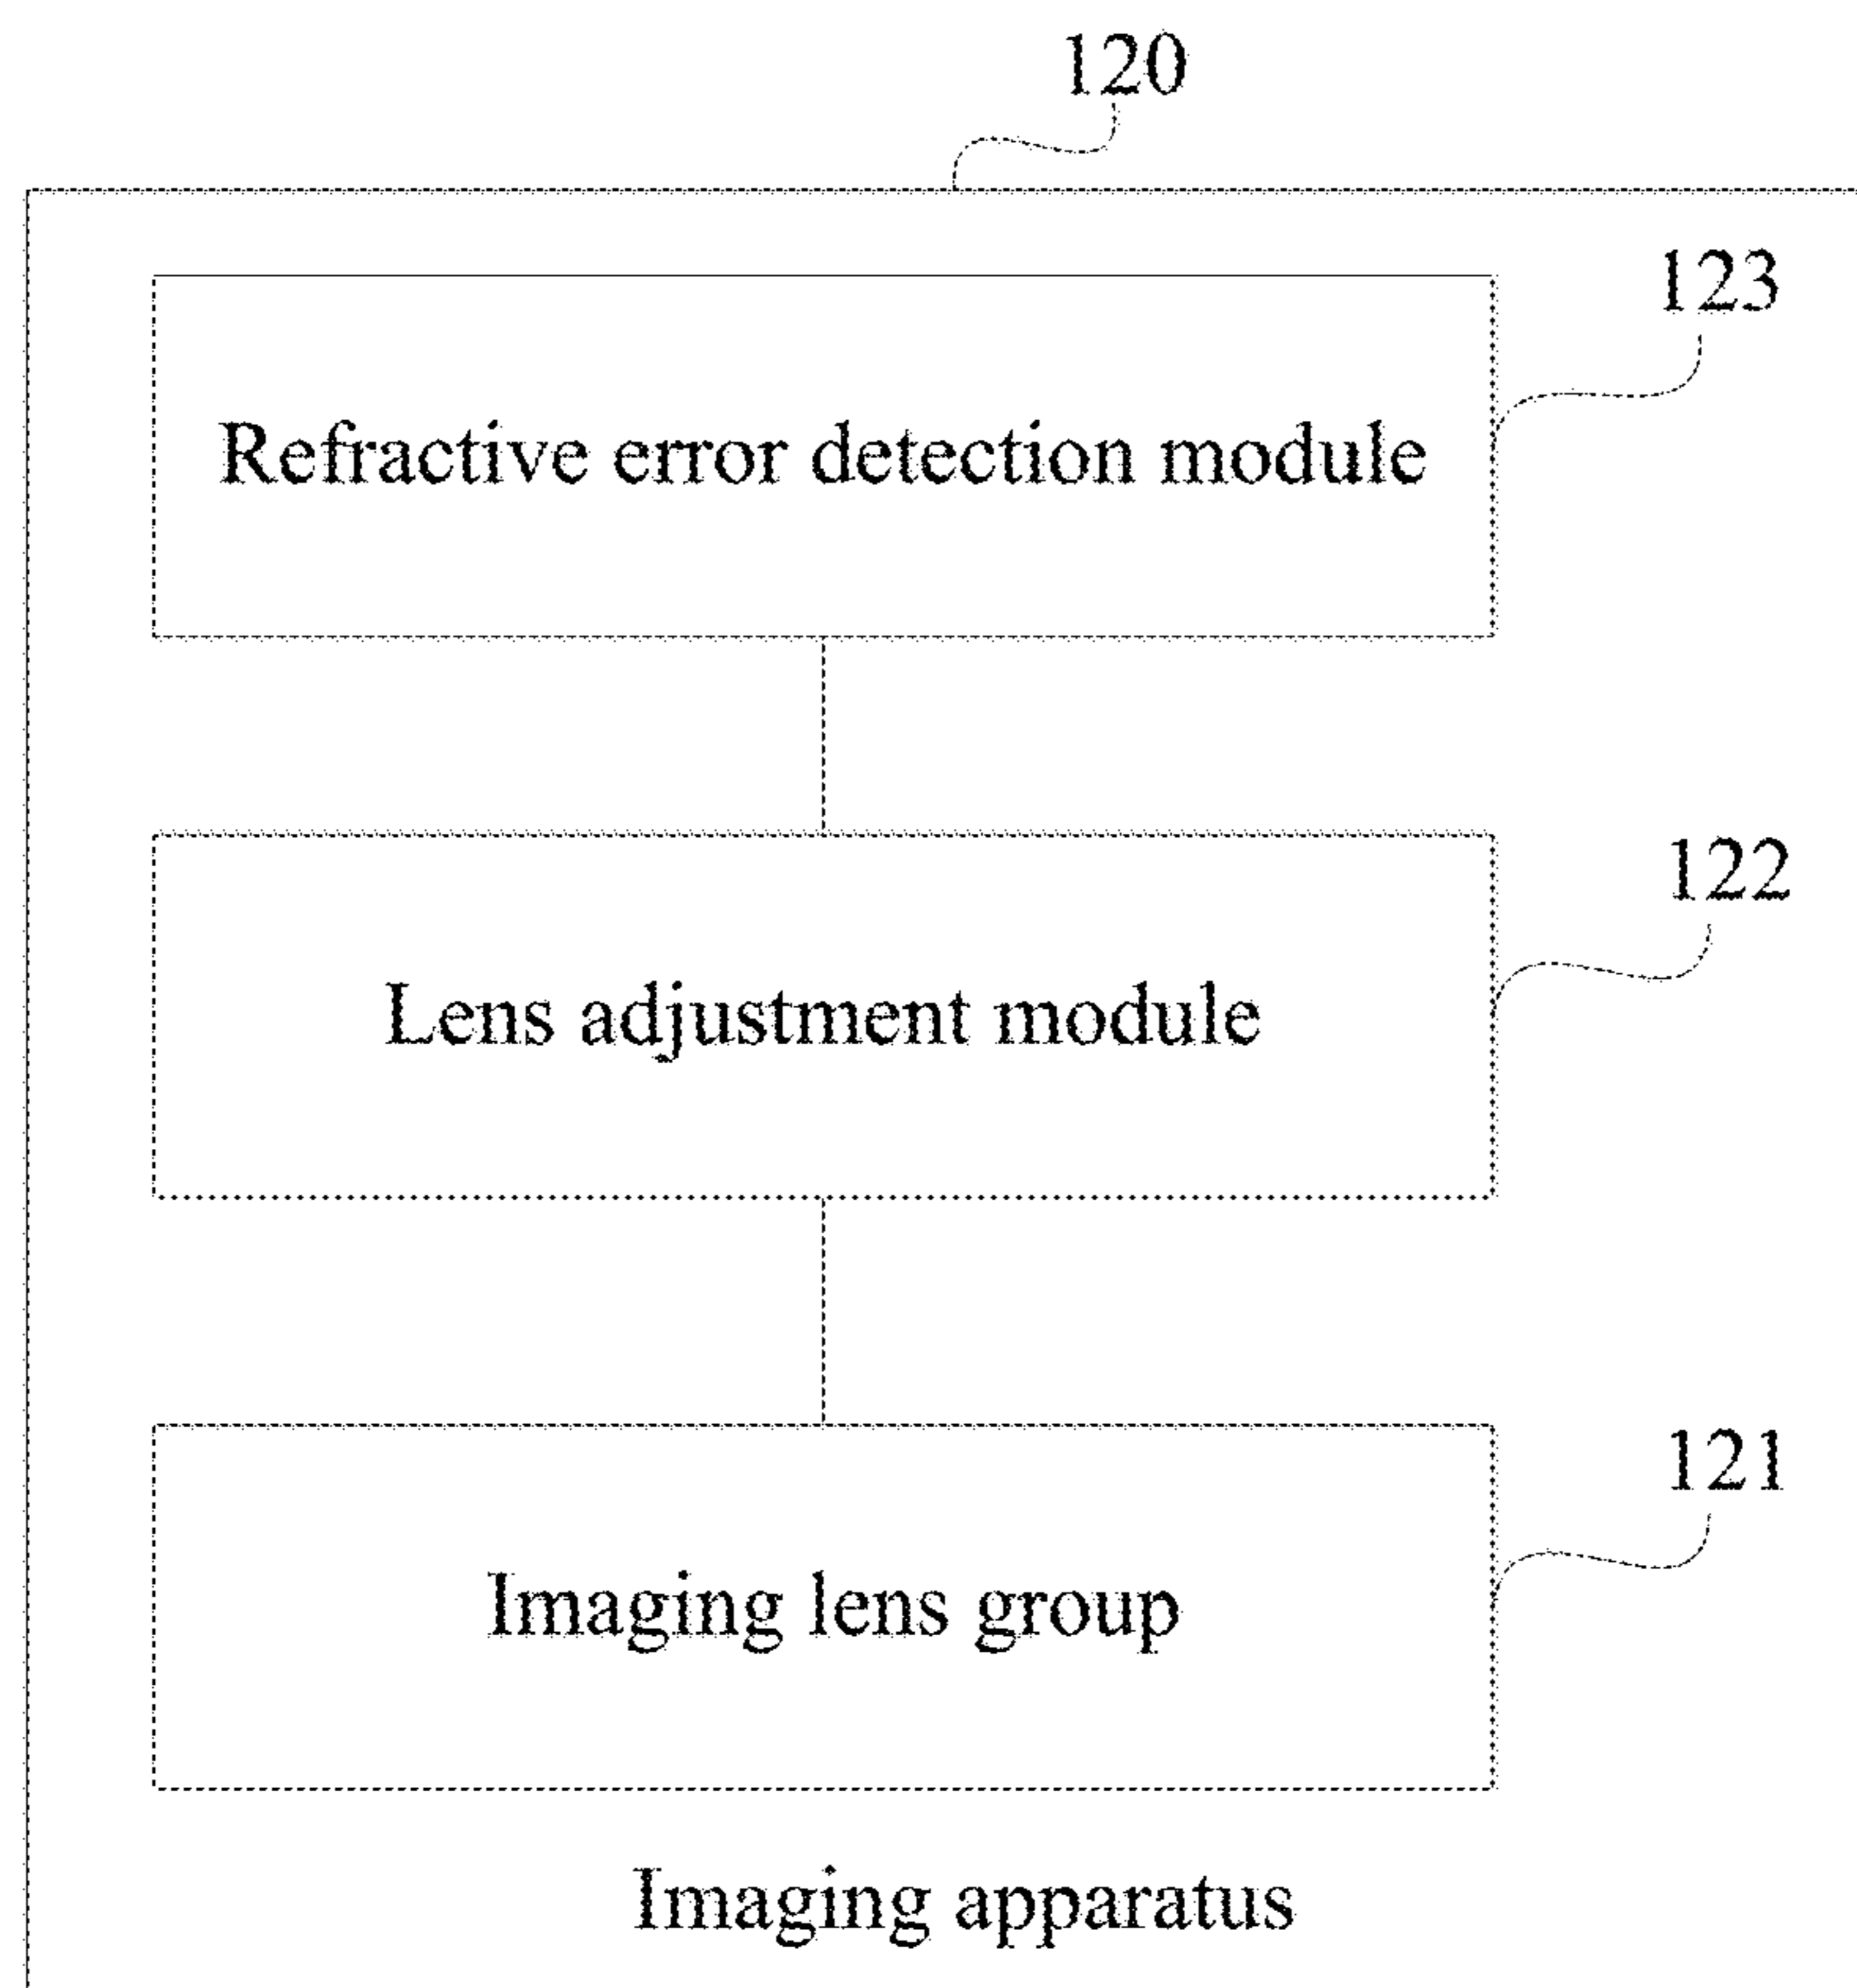 120
123
Refractive error detection module
122
Lens adjustment module
121
Imaging lens group
Imaging apparatus